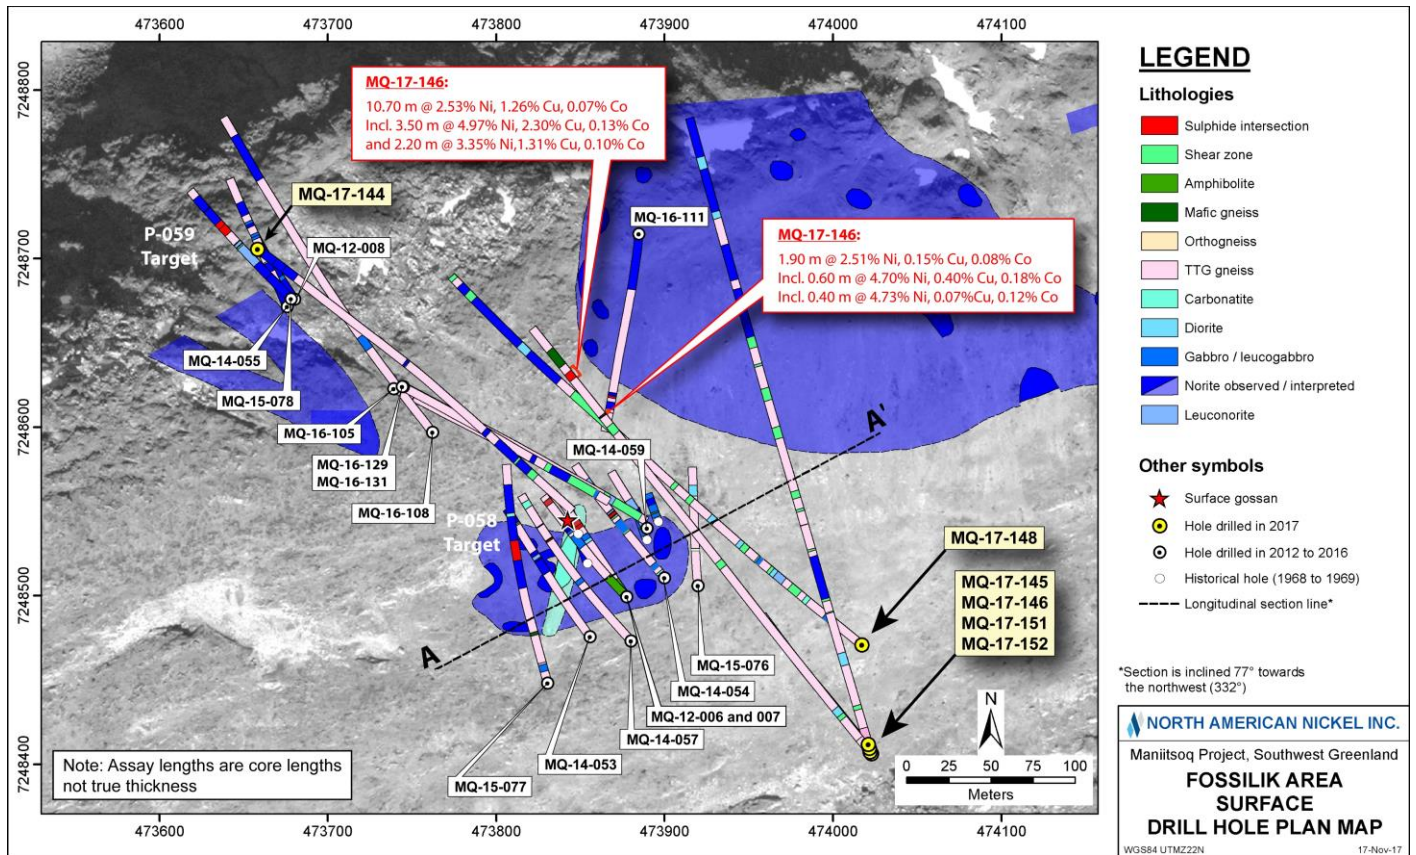 473600 473700 473800 473900 474000 474100
7248800
7248700
7248600
7248500
7248400
MQ-17-146:
10.70 m @ 2.53% Ni, 1.26% Cu, 0.07% Co
Incl. 3.50 m @ 4.97% Ni, 2.30% Cu, 0.13% Co
and 2.20 m @ 3.35% Ni,1.31% Cu, 0.10% Co
MQ-17-144
P-059
Target
MQ-12-008
MQ-16-111
MQ-17-146:
1.90 m @ 2.51% Ni, 0.15% Cu, 0.08% Co
Incl. 0.60 m @ 4.70% Ni, 0.40% Cu, 0.18% Co
Incl. 0.40 m @ 4.73% Ni, 0.07%Cu, 0.12% Co
MQ-14-055
MQ-15-078
MQ-16-105
MQ-16-129
MQ-16-131
MQ-16-108
MQ-14-059
A'
P-058
Target
A
MQ-17-148
MQ-17-145
MQ-17-146
MQ-17-151
MQ-17-152
MQ-15-076
MQ-14-054
MQ-12-006 and 007
MQ-14-057
MQ-14-053
MQ-15-077
Note: Assay lengths are core lengths
not true thickness
N
0 25 50 75 100
Meters
473600 473700 473800 473900 474000 474100
LEGEND
Lithologies
Sulphide intersection
Shear zone
Amphibolite
Mafic gneiss
Orthogneiss
TTG gneiss
Carbonatite
Diorite
Gabbro / leucogabbro
Norite observed / interpreted
Leuconorite
Other symbols
Surface gossan
Hole drilled in 2017
Hole drilled in 2012 to 2016
Historical hole (1968 to 1969)
Longitudinal section line*
*Section is inclined 77° towards
the northwest (332°)
NORTH AMERICAN NICKEL INC.
Maniitsoq Project, Southwest Greenland
FOSSILIK AREA
SURFACE
DRILL HOLE PLAN MAP
WGS84 UTMZ22N 17-Nov-17